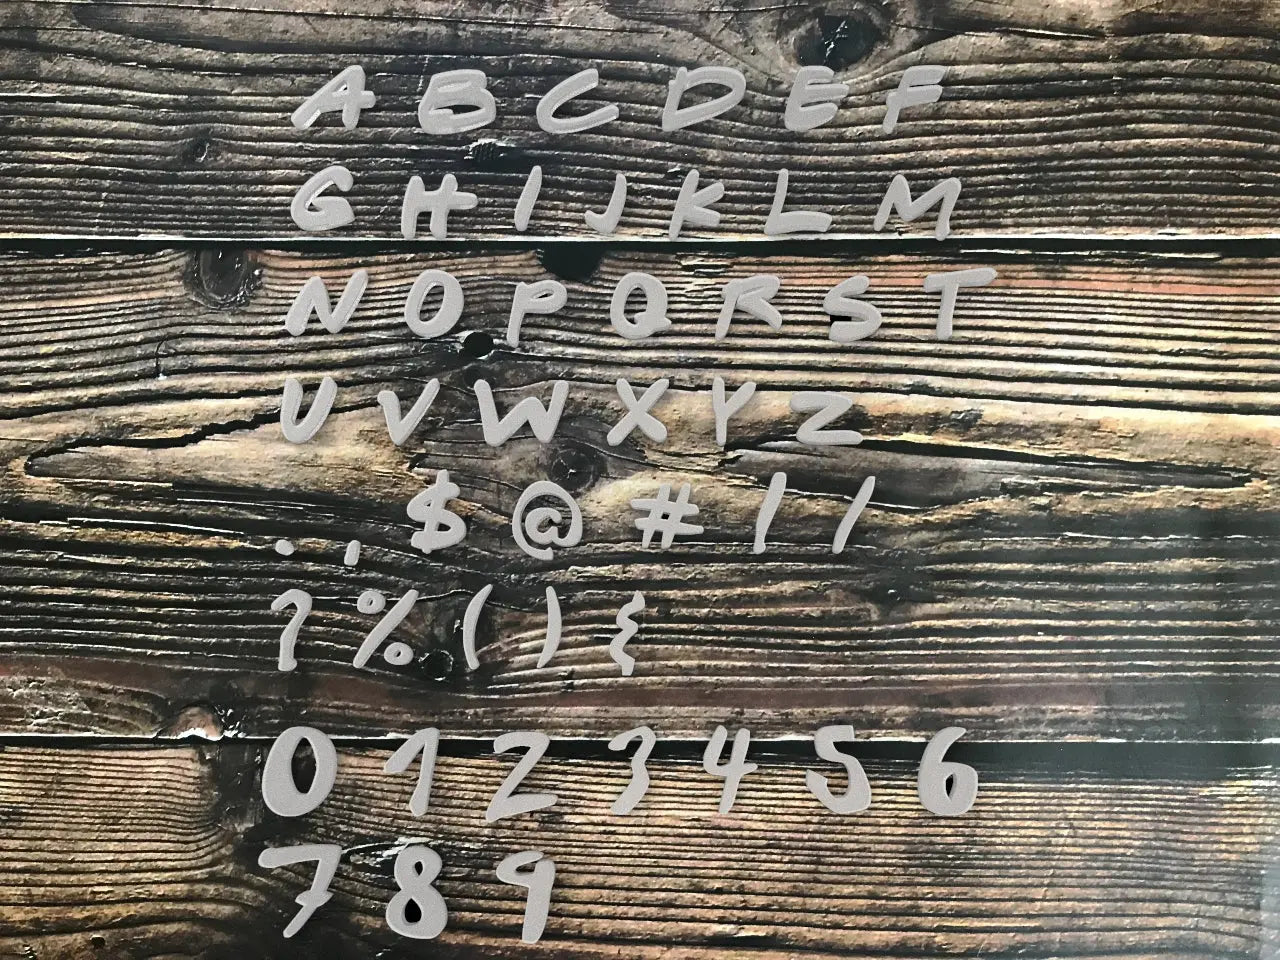 A B C D E F
G H I J K L M
N O P Q R S T
U V W X Y Z
. , $ @ # | /
? % ( ) {
0 1 2 3 4 5 6
7 8 9